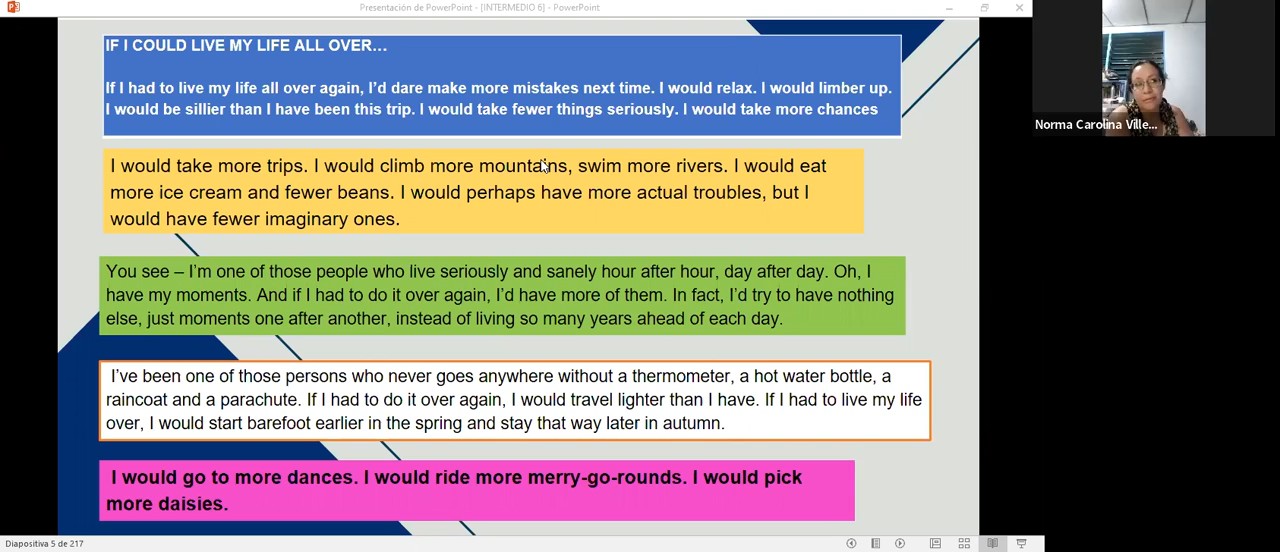 Presentación de PowerPoint - [INTERMEDIO 6] - PowerPoint
IF I COULD LIVE MY LIFE ALL OVER…
If I had to live my life all over again, I'd dare make more mistakes next time. I would relax. I would limber up.
I would be sillier than I have been this trip. I would take fewer things seriously. I would take more chances
I would take more trips. I would climb more mountains, swim more rivers. I would eat
more ice cream and fewer beans. I would perhaps have more actual troubles, but I
would have fewer imaginary ones.
You see – I'm one of those people who live seriously and sanely hour after hour, day after day. Oh, I
have my moments. And if I had to do it over again, I'd have more of them. In fact, I'd try to have nothing
else, just moments one after another, instead of living so many years ahead of each day.
I've been one of those persons who never goes anywhere without a thermometer, a hot water bottle, a
raincoat and a parachute. If I had to do it over again, I would travel lighter than I have. If I had to live my life
over, I would start barefoot earlier in the spring and stay that way later in autumn.
I would go to more dances. I would ride more merry-go-rounds. I would pick
more daisies.
Norma Carolina Ville...
Diapositiva 5 de 217